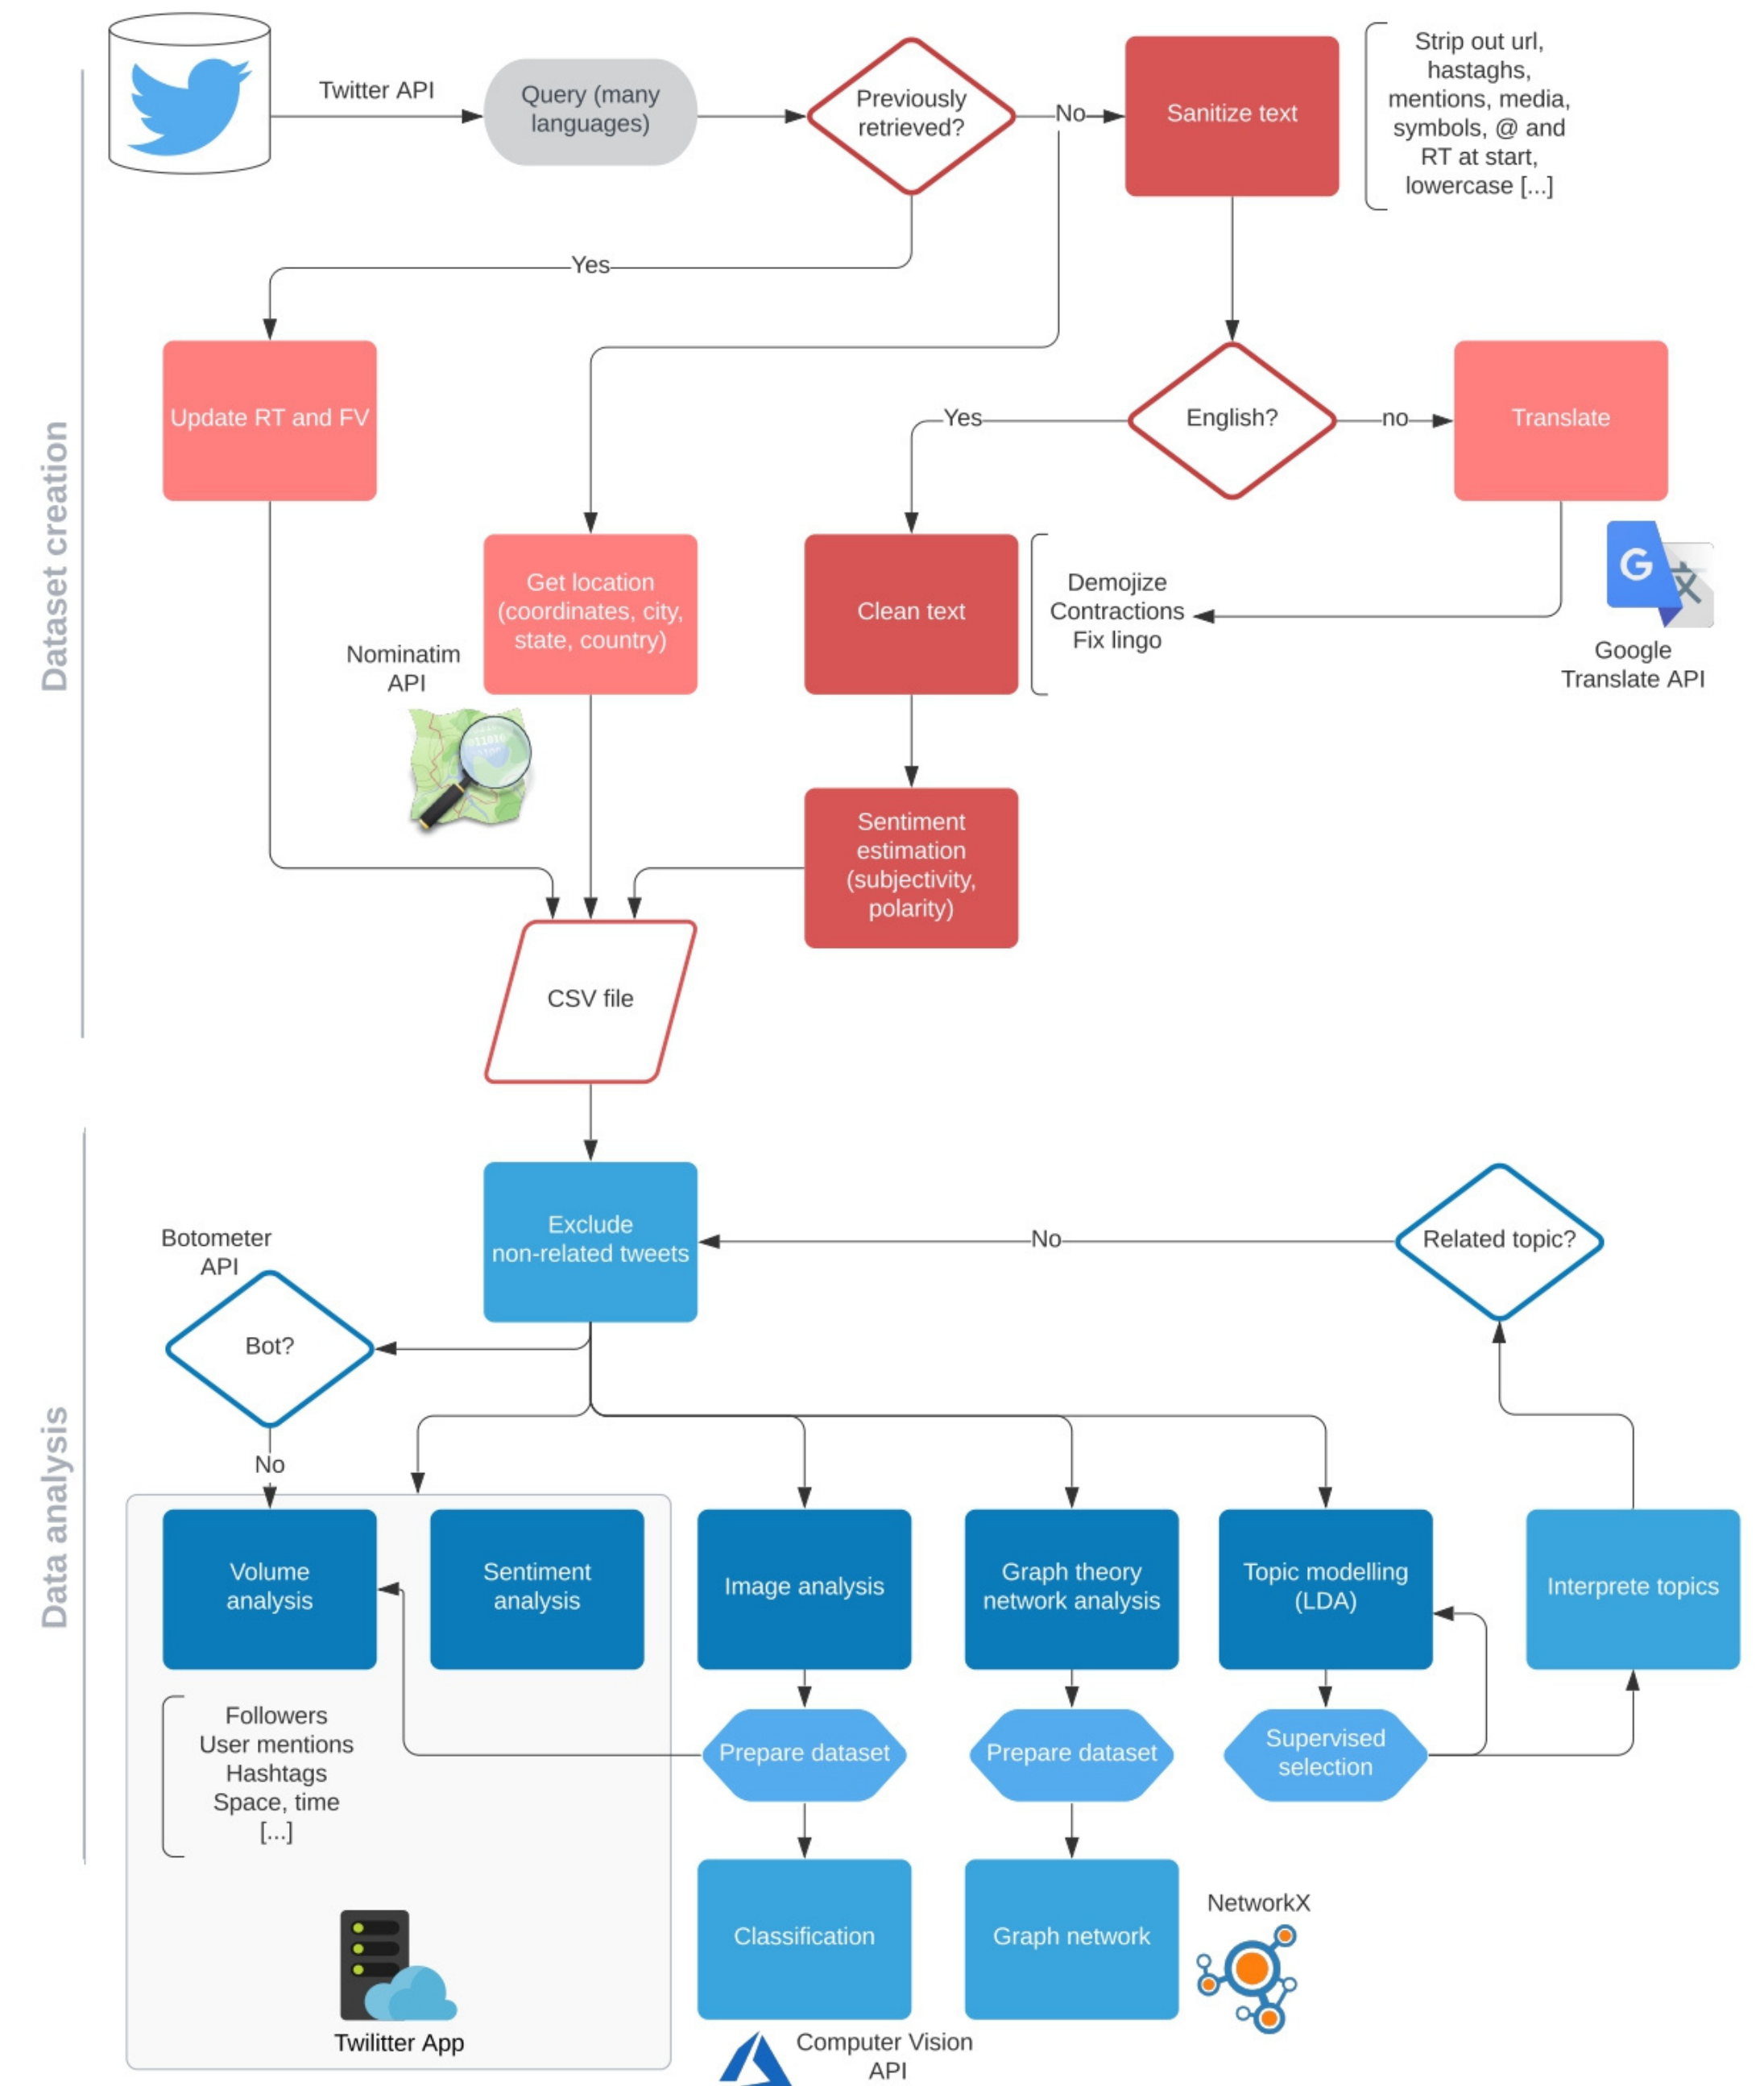 Twitter API
Query (many
languages)
Previously
retrieved?
No
Sanitize text
Strip out url,
hastaghs,
mentions, media,
symbols, @ and
RT at start,
lowercase [...]
Yes
Dataset creation
Update RT and FV
Yes
English?
no
Translate
Get location
(coordinates, city,
state, country)
Clean text
Demojize
Contractions
Fix lingo
G
文
Google
Translate API
Nominatim
API
Sentiment
estimation
(subjectivity,
polarity)
CSV file
Data analysis
Exclude
non-related tweets
No
Related topic?
Botometer
API
Bot?
No
Volume
analysis
Sentiment
analysis
Image analysis
Graph theory
network analysis
Topic modelling
(LDA)
Interprete topics
Followers
User mentions
Hashtags
Space, time
[...]
Prepare dataset
Prepare dataset
Supervised
selection
Classification
Graph network
NetworkX
Twilitter App
Computer Vision
API